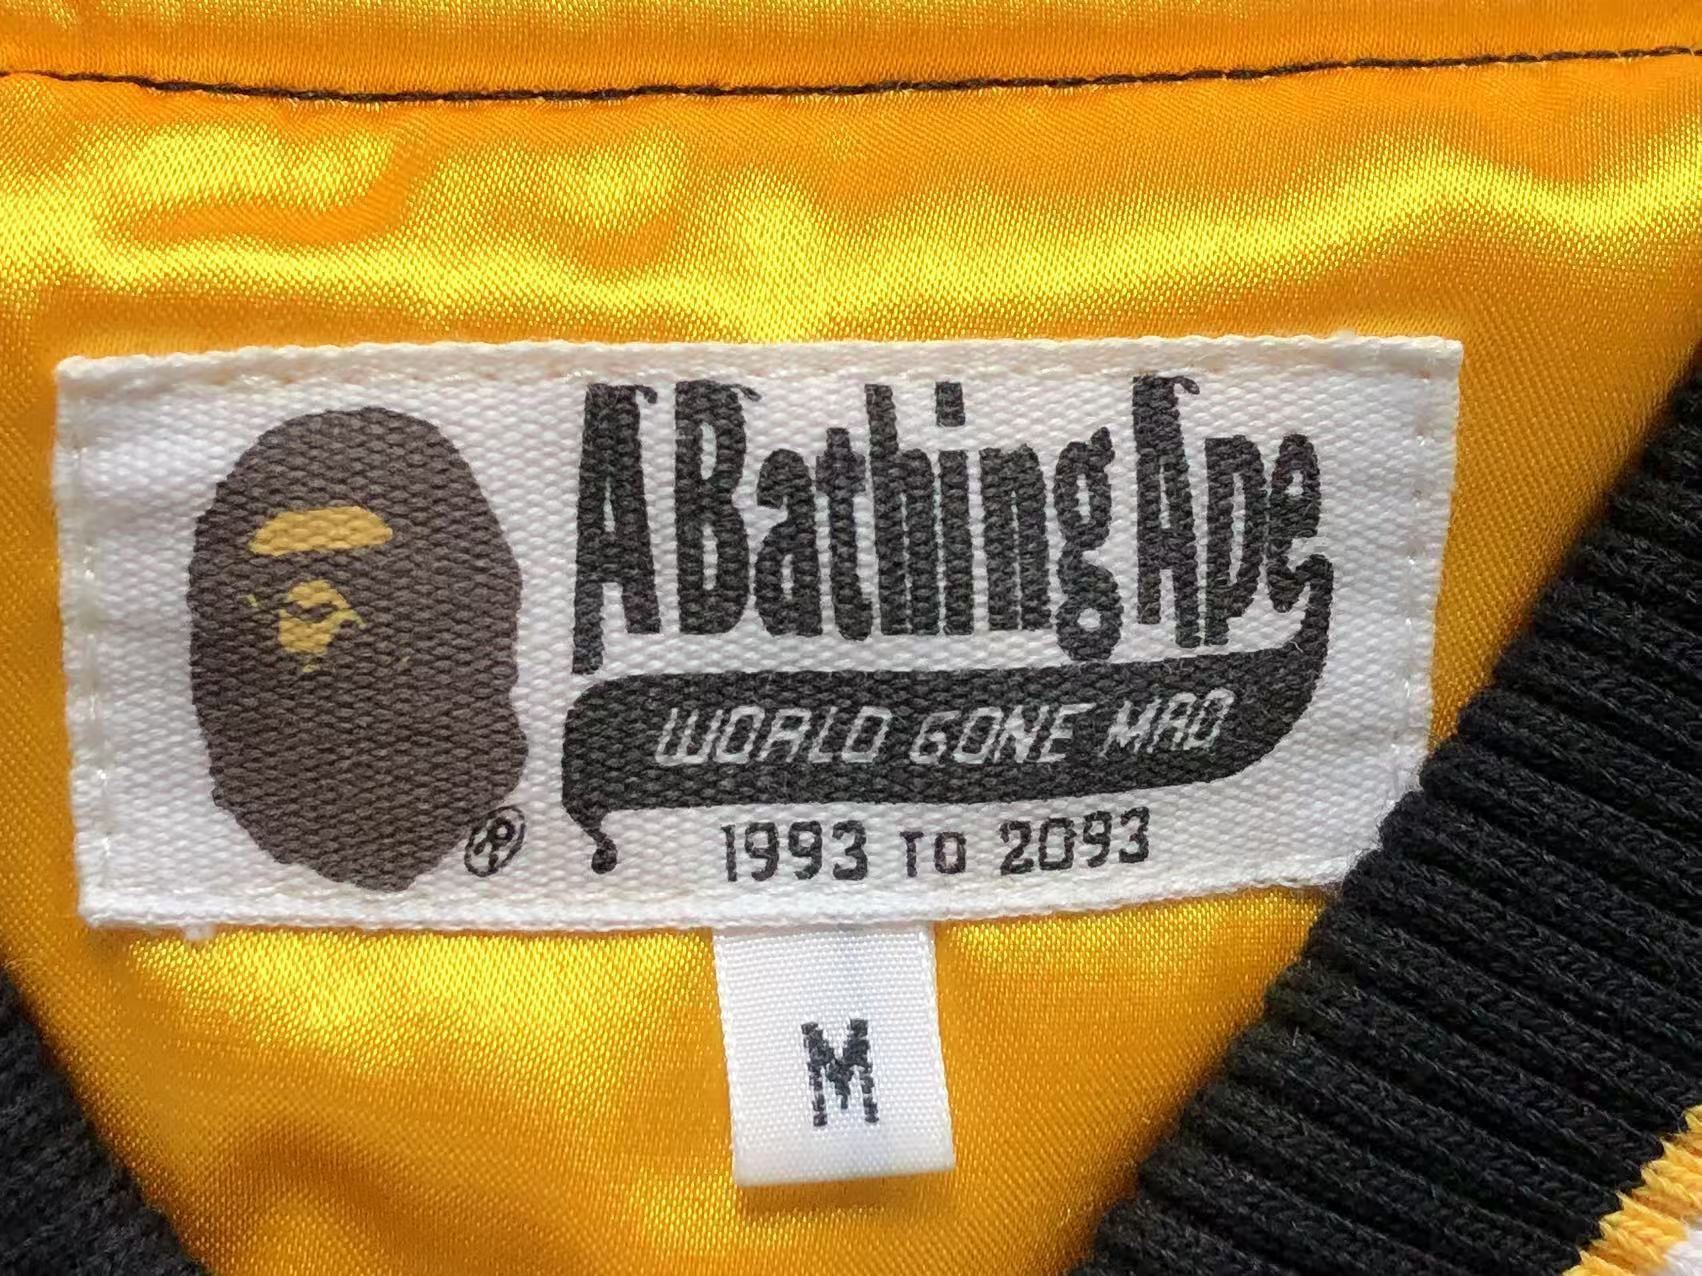 A Bathing Ape
WORLD GONE MAD
®
1993 TO 2093
M